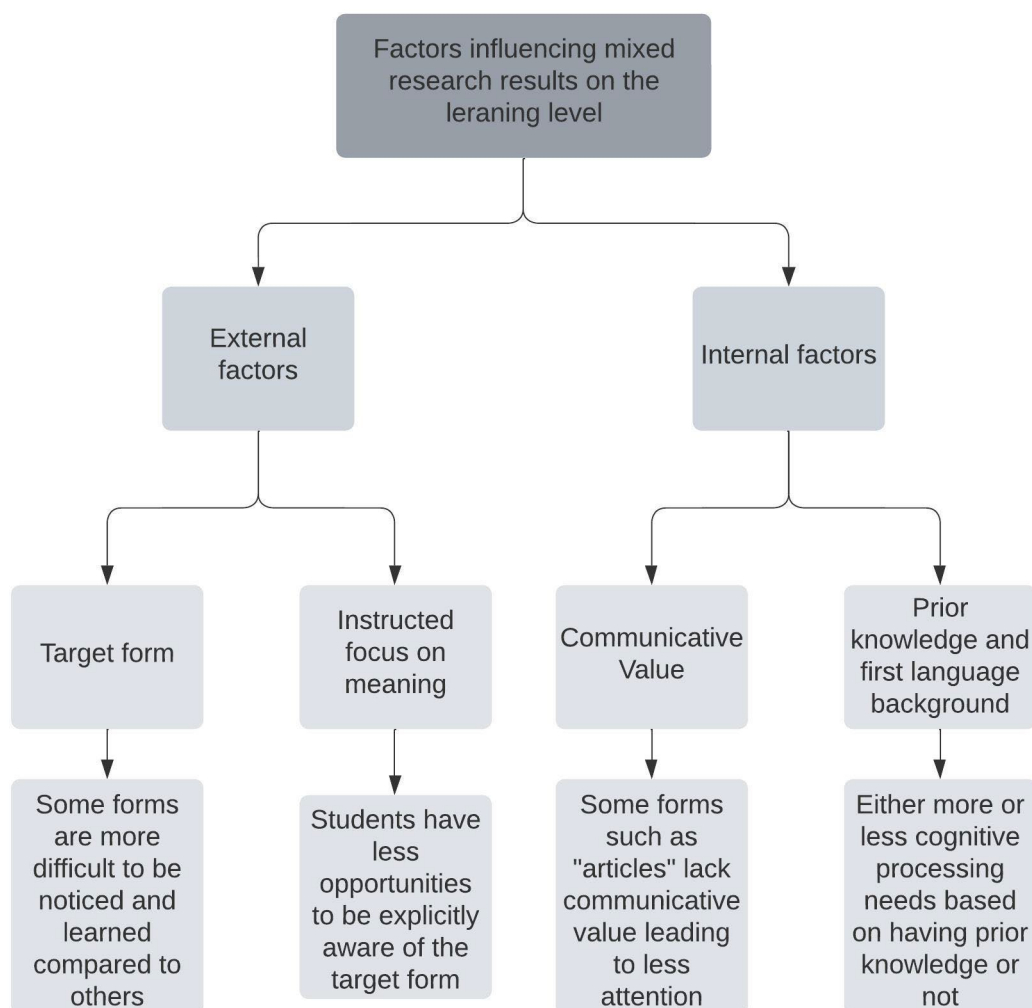 Factors influencing mixed
research results on the
leraning level
External
factors
Internal factors
Target form
Instructed
focus on
meaning
Communicative
Value
Prior
knowledge and
first language
background
Some forms
are more
difficult to be
noticed and
learned
compared to
others
Students have
less
opportunities
to be explicitly
aware of the
target form
Some forms
such as
"articles" lack
communicative
value leading
to less
attention
Either more or
less cognitive
processing
needs based
on having prior
knowledge or
not